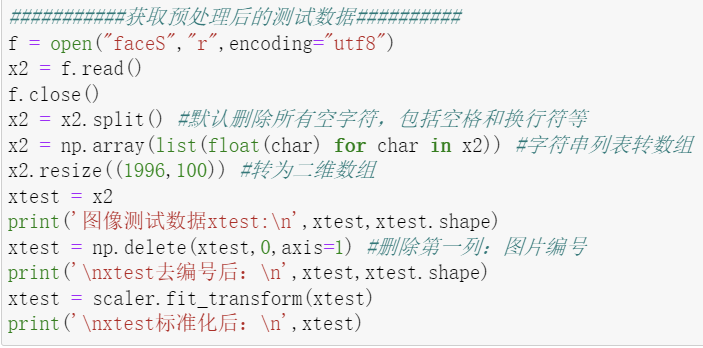 ###########获取预处理后的测试数据##########
f = open("faceS","r",encoding="utf8")
x2 = f.read()
f.close()
x2 = x2.split() #默认删除所有空字符，包括空格和换行符等
x2 = np.array(list(float(char) for char in x2)) #字符串列表转数组
x2.resize((1996,100)) #转为二维数组
xtest = x2
print('图像测试数据xtest:\n',xtest,xtest.shape)
xtest = np.delete(xtest,0,axis=1) #删除第一列：图片编号
print('\nxtest去编号后：\n',xtest,xtest.shape)
xtest = scaler.fit_transform(xtest)
print('\nxtest标准化后：\n',xtest)